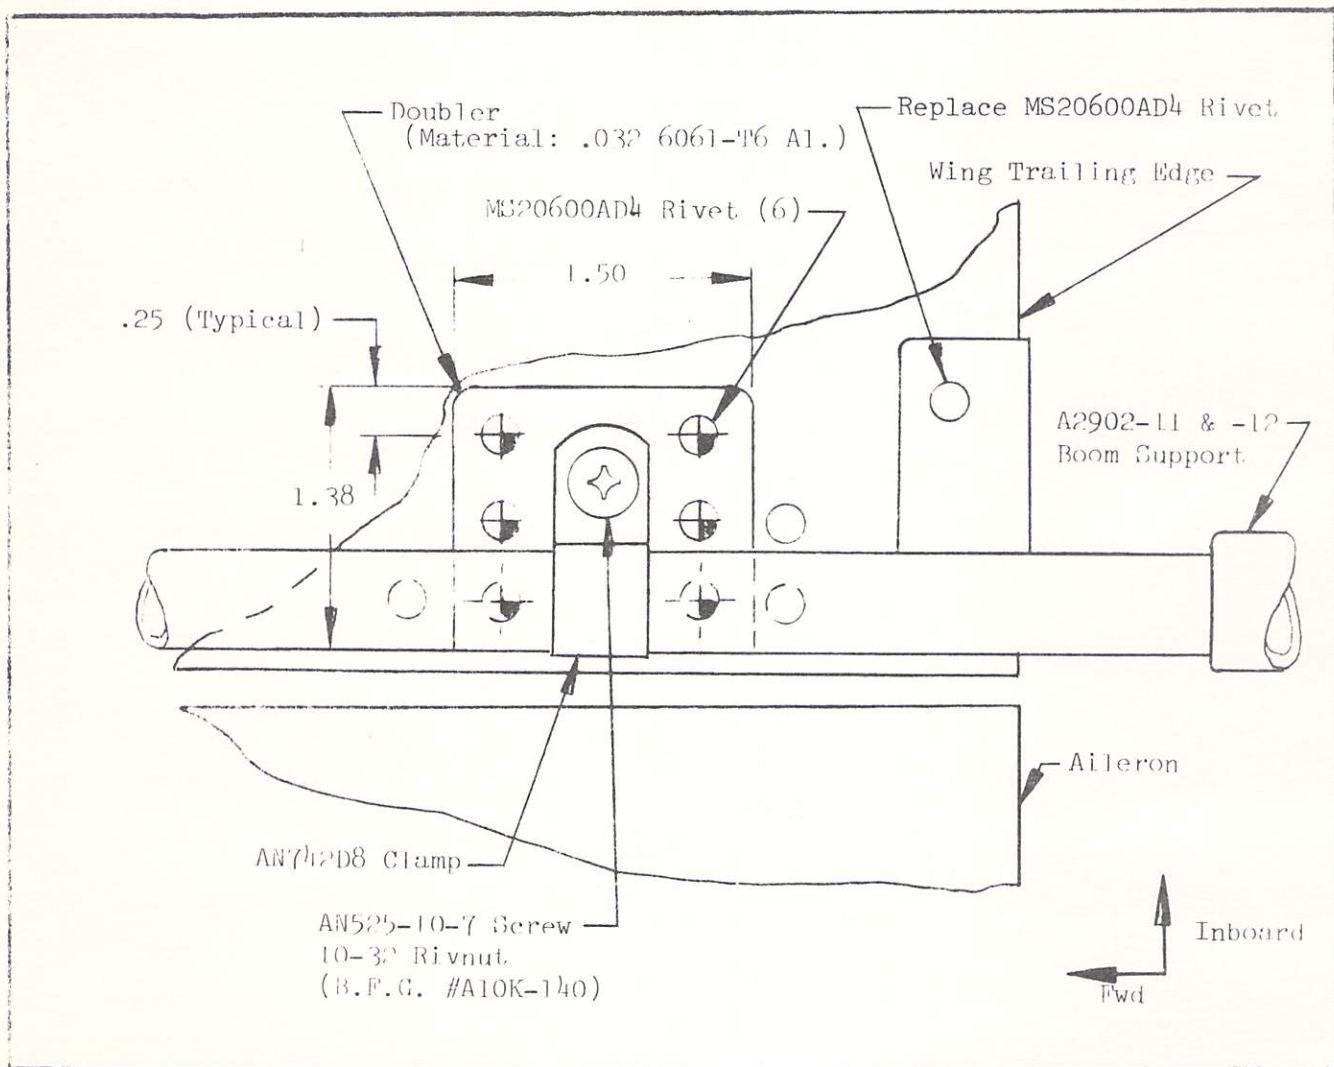 Doubler
(Material: .032 6061-T6 Al.)
Replace MS20600AD4 Rivet
Wing Trailing Edge
MS20600AD4 Rivet (6)
1.50
.25 (Typical)
A2902-11 & -12
Boom Support
1.38
Aileron
AN742D8 Clamp
AN525-10-7 Screw
10-32 Rivnut
(B.F.G. #A10K-140)
Inboard
Fwd